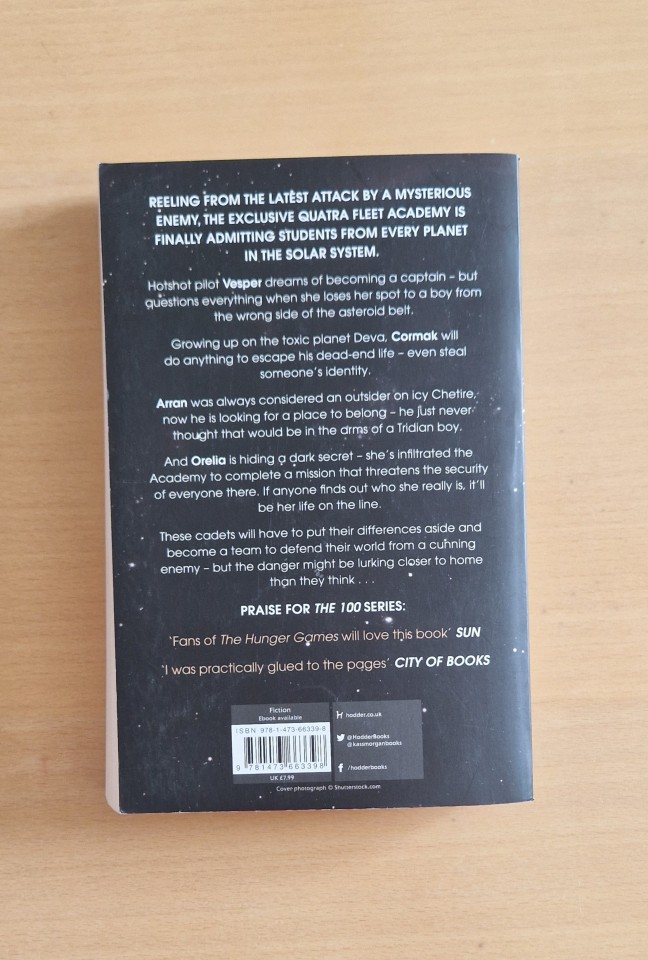 REELING FROM THE LATEST ATTACK BY A MYSTERIOUS
ENEMY, THE EXCLUSIVE QUATRA FLEET ACADEMY IS
FINALLY ADMITTING STUDENTS FROM EVERY PLANET
IN THE SOLAR SYSTEM.
Hotshot pilot Vesper dreams of becoming a captain – but
questions everything when she loses her spot to a boy from
the wrong side of the asteroid belt.
Growing up on the toxic planet Deva, Cormak will
do anything to escape his dead-end life – even steal
someone's identity.
Arran was always considered an outsider on icy Chetire,
now he is looking for a place to belong – he just never
thought that would be in the arms of a Tridian boy.
And Orelia is hiding a dark secret – she's infiltrated the
Academy to complete a mission that threatens the security
of everyone there. If anyone finds out who she really is, it'll
be her life on the line.
These cadets will have to put their differences aside and
become a team to defend their world from a cunning
enemy – but the danger might be lurking closer to home
than they think . . .
PRAISE FOR THE 100 SERIES:
'Fans of The Hunger Games will love this book' SUN
'I was practically glued to the pages' CITY OF BOOKS
Fiction
Ebook available
ISBN 978-1-473-66339-8
9 781473 663398
UK £7.99
hodder.co.uk
@HodderBooks
@kassmorganbooks
/hodderbooks
Cover photograph © Shutterstock.com